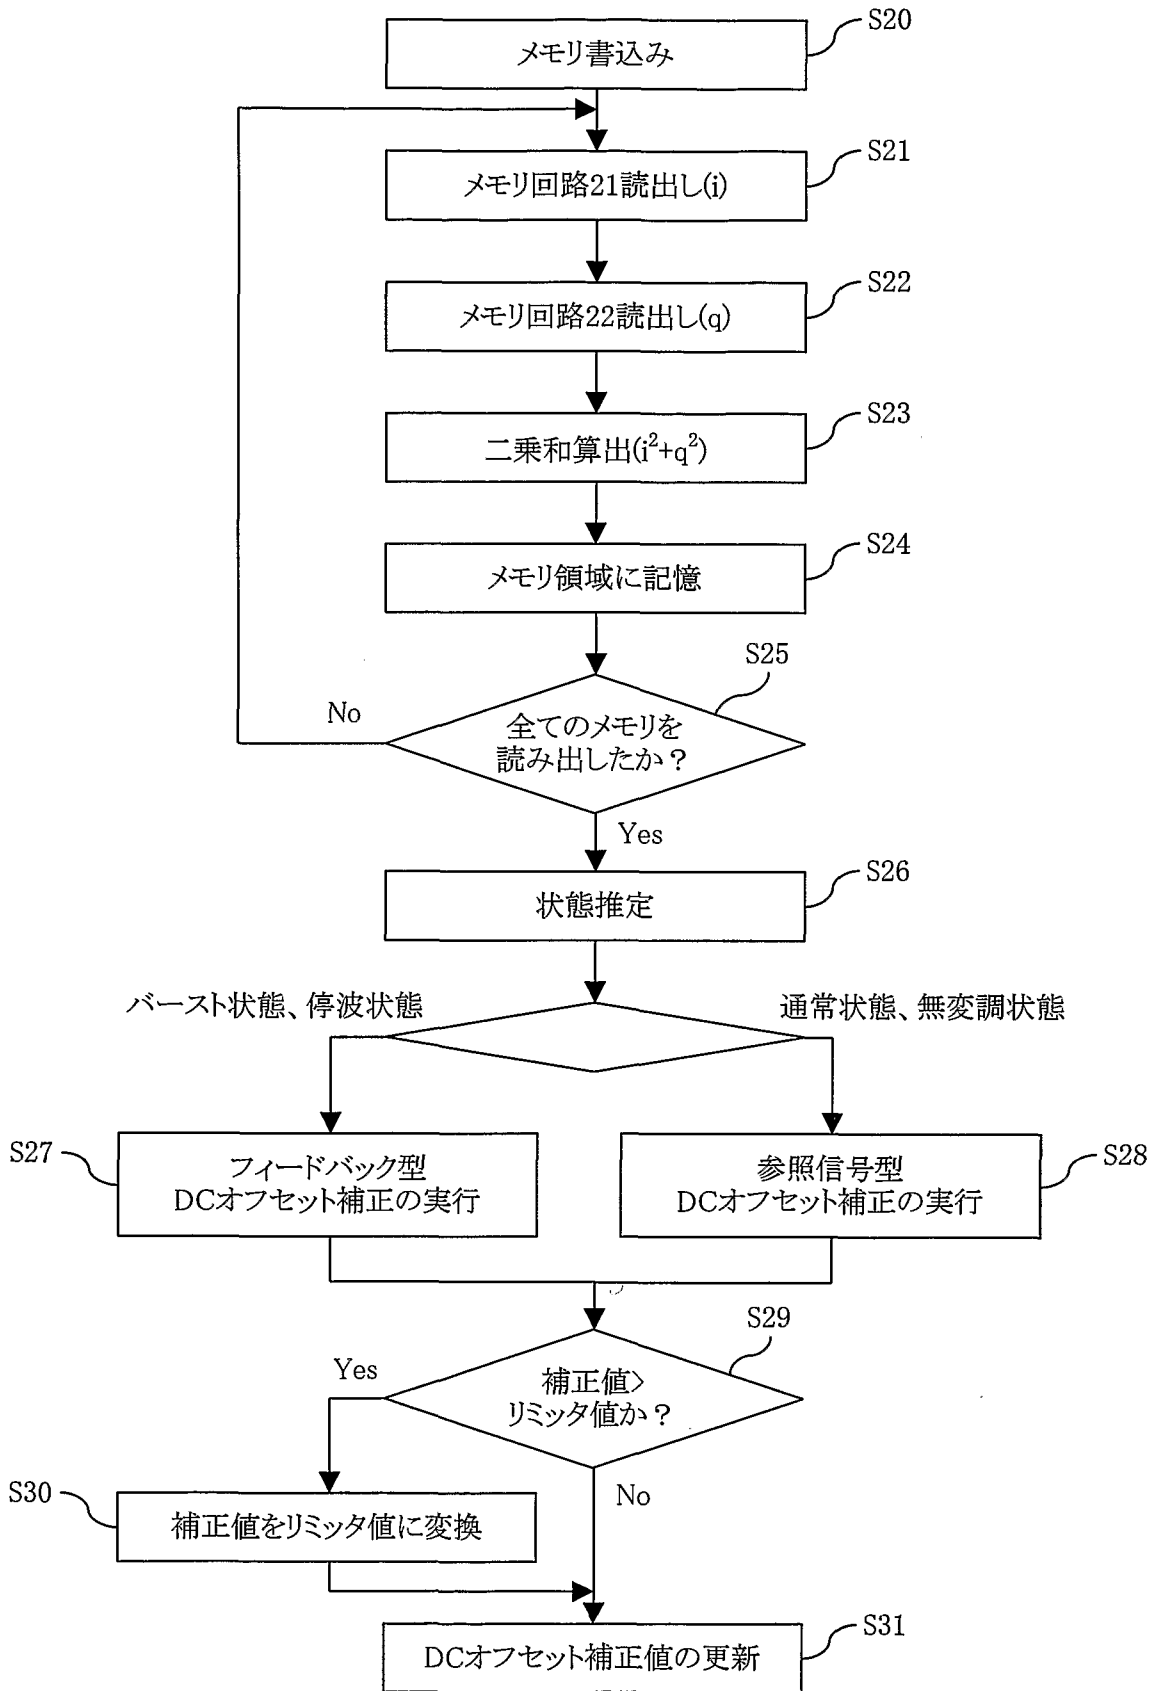 S20
メモリ書込み
S21
メモリ回路21読出し(i)
S22
メモリ回路22読出し(q)
S23
二乗和算出(i²+q²)
S24
メモリ領域に記憶
S25
No
全てのメモリを
読み出したか？
Yes
S26
状態推定
バースト状態、停波状態
通常状態、無変調状態
S27
フィードバック型
DCオフセット補正の実行
S28
参照信号型
DCオフセット補正の実行
S29
Yes
補正値>
リミッタ値か？
S30
No
補正値をリミッタ値に変換
S31
DCオフセット補正値の更新